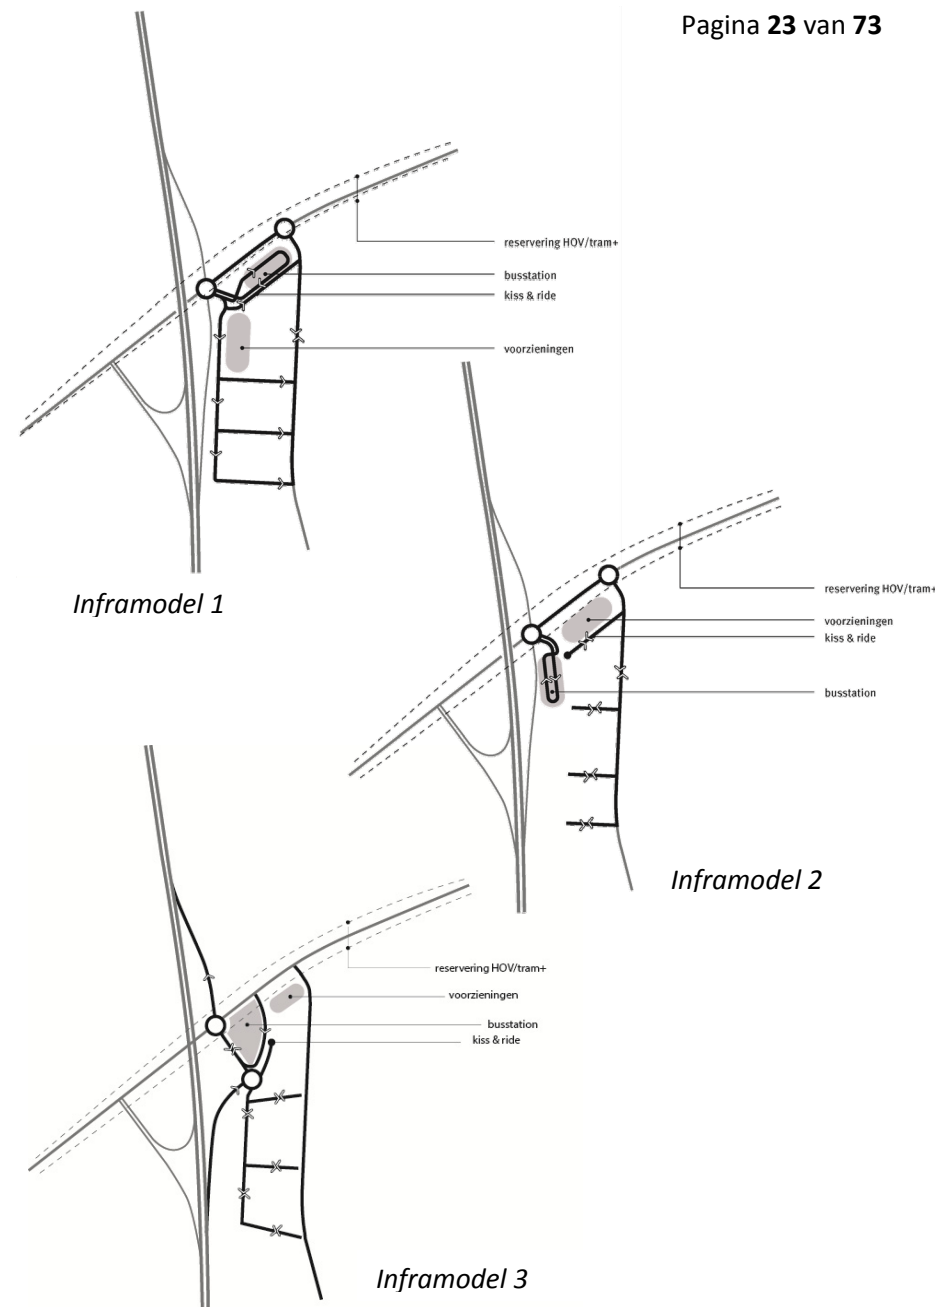 Pagina 23 van 73
reservering HOV/tram+
busstation
kiss & ride
voorzieningen
Inframodel 1
reservering HOV/tram+
voorzieningen
kiss & ride
busstation
Inframodel 2
reservering HOV/tram+
voorzieningen
busstation
kiss & ride
Inframodel 3